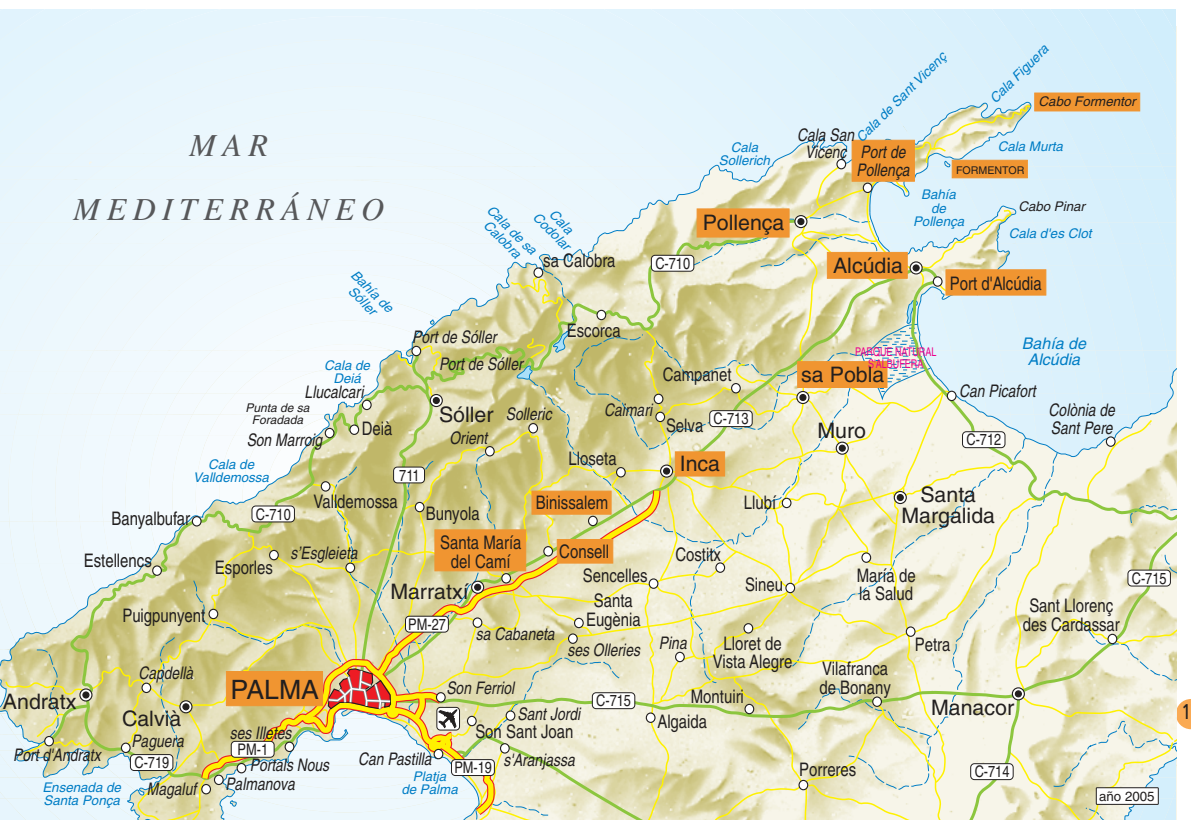 MAR
MEDITERRÁNEO
Cala Figuera
Cala de Sant Vicenç
Cabo Formentor
Cala San
Vicenç
Cala
Sollerich
Port de
Pollença
Cala Murta
FORMENTOR
Bahía
de
Pollença
Cabo Pinar
Cala d'es Clot
Pollença
Cala de sa
Calobra
Cala
Codolar
sa Calobra
C-710
Alcúdia
Port d'Alcúdia
Bahía de
Sóller
Escorca
Port de Sóller
Port de Sóller
Bahía de
Alcúdia
PARQUE NATURAL
S'ALBUFERA
Cala de
Deiá
Llucalcari
Campanet
sa Pobla
Can Picafort
Punta de sa
Foradada
Sóller
Solleric
Caimari
Selva
C-713
Colònia de
Sant Pere
Son Marroig
Deià
Orient
Muro
C-712
Cala de
Valldemossa
Lloseta
Inca
711
Valldemossa
Binissalem
Llubí
Santa
Margalida
Banyalbufar
C-710
Bunyola
Estellencs
s'Esgleieta
Esporles
Santa María
del Camí
Consell
Costitx
Marratxí
Sencelles
Sineu
María de
la Salud
C-715
Puigpunyent
PM-27
Santa
Eugènia
Sant Llorenç
des Cardassar
sa Cabaneta
ses Olleries
Pina
Lloret de
Vista Alegre
Petra
Capdellà
PALMA
Son Ferriol
Vilafranca
de Bonany
Andratx
Calvià
C-715
Montuiri
Manacor
Sant Jordi
Son Sant Joan
Algaida
1
ses Illetes
Paguera
PM-1
Port d'Andratx
C-719
Portals Nous
Can Pastilla
s'Aranjassa
PM-19
Porreres
C-714
Ensenada de
Santa Ponça
Magaluf
Palmanova
Platja
de Palma
año 2005